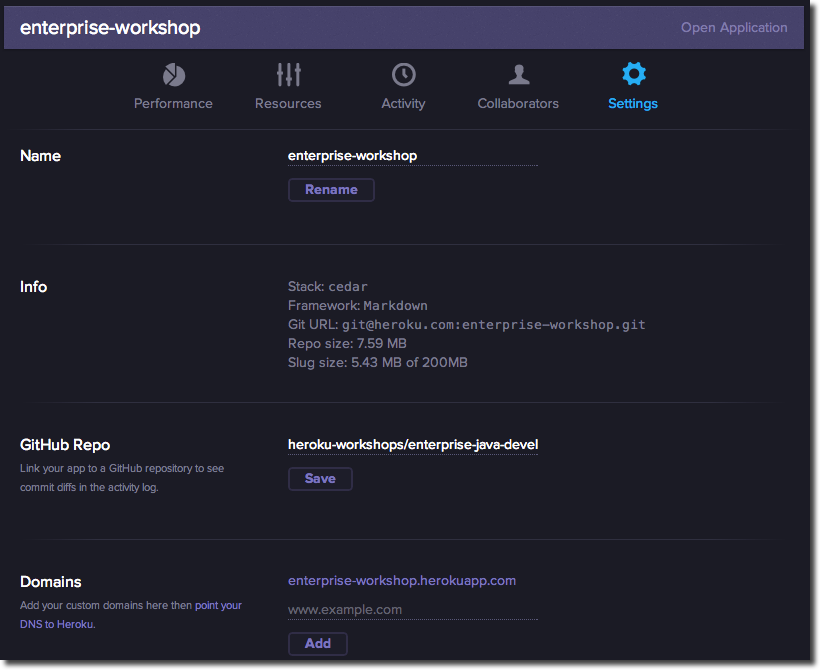 enterprise-workshop
Open Application
Performance
Resources
Activity
Collaborators
Settings
Name
enterprise-workshop
Rename
Info
Stack: cedar
Framework: Markdown
Git URL: git@heroku.com:enterprise-workshop.git
Repo size: 7.59 MB
Slug size: 5.43 MB of 200MB
GitHub Repo
heroku-workshops/enterprise-java-devel
Link your app to a GitHub repository to see
commit diffs in the activity log.
Save
Domains
enterprise-workshop.herokuapp.com
Add your custom domains here then point your
DNS to Heroku.
www.example.com
Add